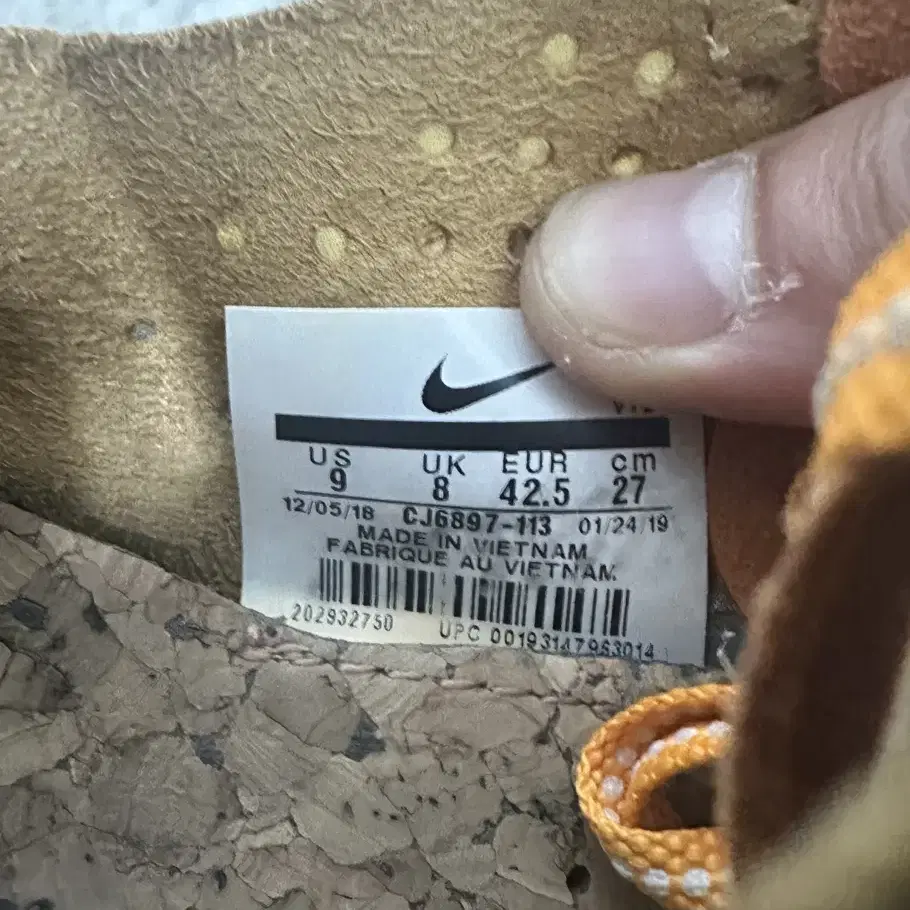 US UK EUR cm
9 8 42.5 27
12/05/18 CJ6897-113 01/24/19
MADE IN VIETNAM
FABRIQUE AU VIETNAM
202932750 UPC 00193147963014